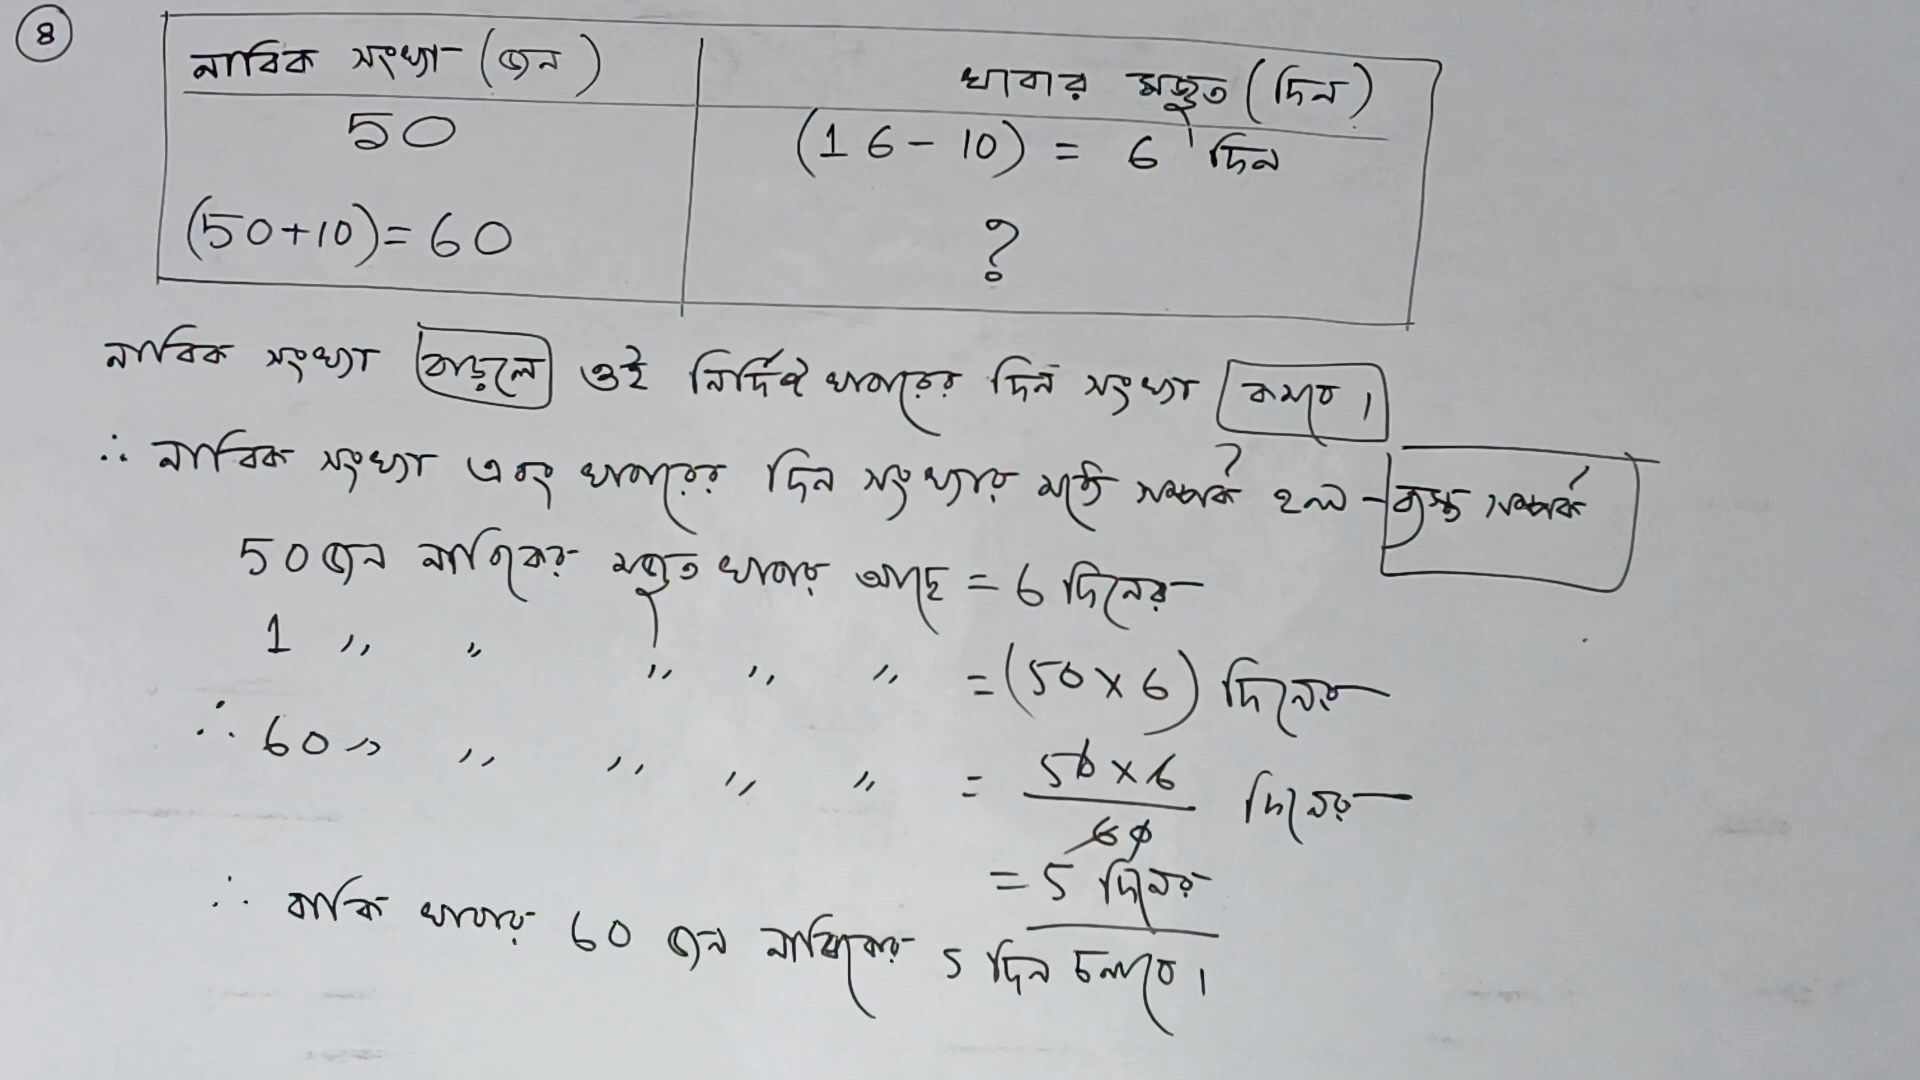 ৪
নাবিক সংখ্যা (জন) খাবার মজুত (দিন)
50 (16 - 10) = 6 দিন
(50+10) = 60 ?
নাবিক সংখ্যা বাড়লে ওই নির্দিষ্ট খাবারের দিন সংখ্যা কমবে।
∴ নাবিক সংখ্যা এবং খাবারের দিন সংখ্যার মধ্যে সম্পর্ক হল - ব্যস্ত সম্পর্ক
50 জন নাবিকের মজুত খাবার আছে = 6 দিনের
1 ,, ,, ,, ,, ,, = (50 × 6) দিনের
∴ 60 ,, ,, ,, ,, ,, = 50 × 6 / 60 দিনের
= 5 দিনের
∴ বাকি খাবার 60 জন নাবিকের 5 দিন চলবে।